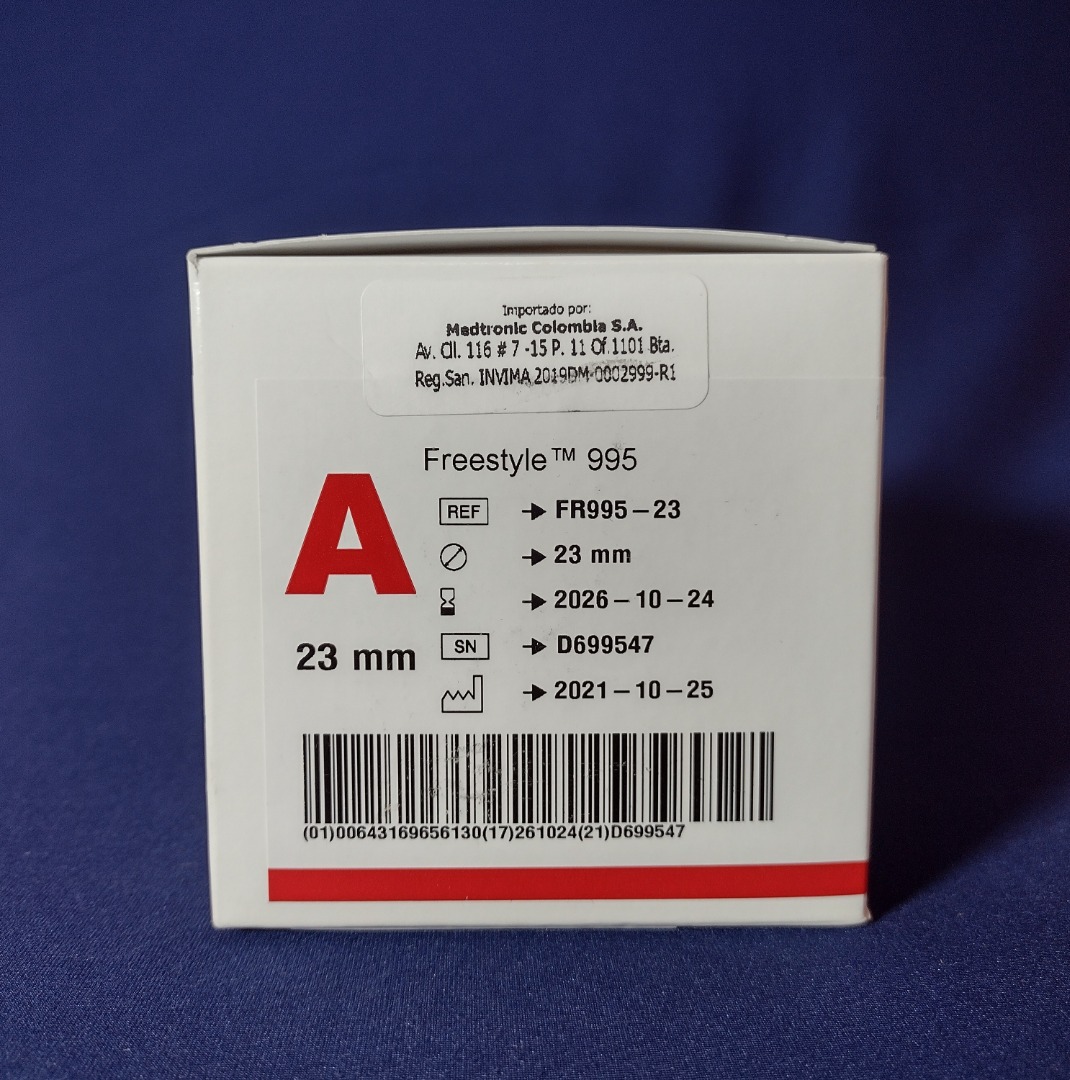 Importado por:
Medtronic Colombia S.A.
Av. Cll. 116 # 7 -15 P. 11 Of.1101 Bta.
Reg.San. INVIMA 2019DM-0002999-R1
Freestyle™ 995
A
23 mm
REF FR995-23
23 mm
2026-10-24
SN D699547
2021-10-25
(01)00643169656130(17)261024(21)D699547